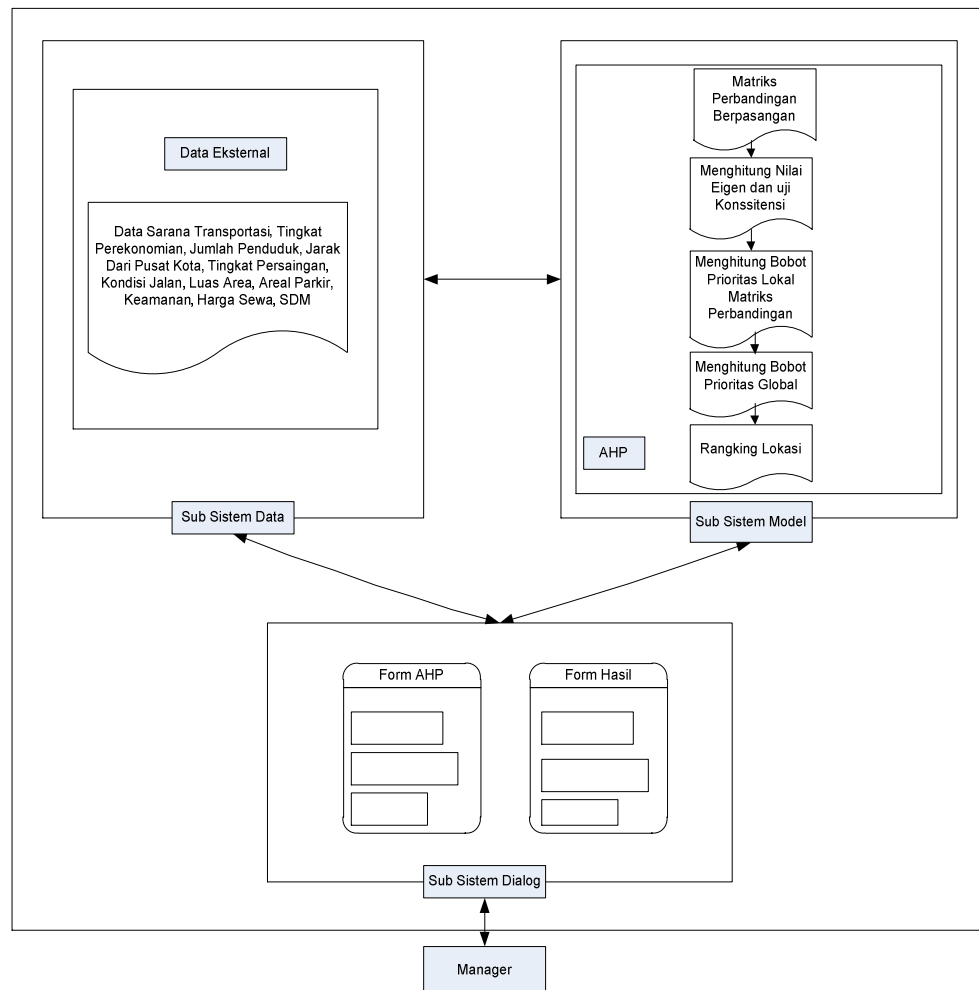 Data Eksternal
Data Sarana Transportasi, Tingkat
Perekonomian, Jumlah Penduduk, Jarak
Dari Pusat Kota, Tingkat Persaingan,
Kondisi Jalan, Luas Area, Areal Parkir,
Keamanan, Harga Sewa, SDM
Sub Sistem Data
Matriks
Perbandingan
Berpasangan
Menghitung Nilai
Eigen dan uji
Konssitensi
Menghitung Bobot
Prioritas Lokal
Matriks
Perbandingan
Menghitung Bobot
Prioritas Global
Rangking Lokasi
AHP
Sub Sistem Model
Form AHP
Form Hasil
Sub Sistem Dialog
Manager